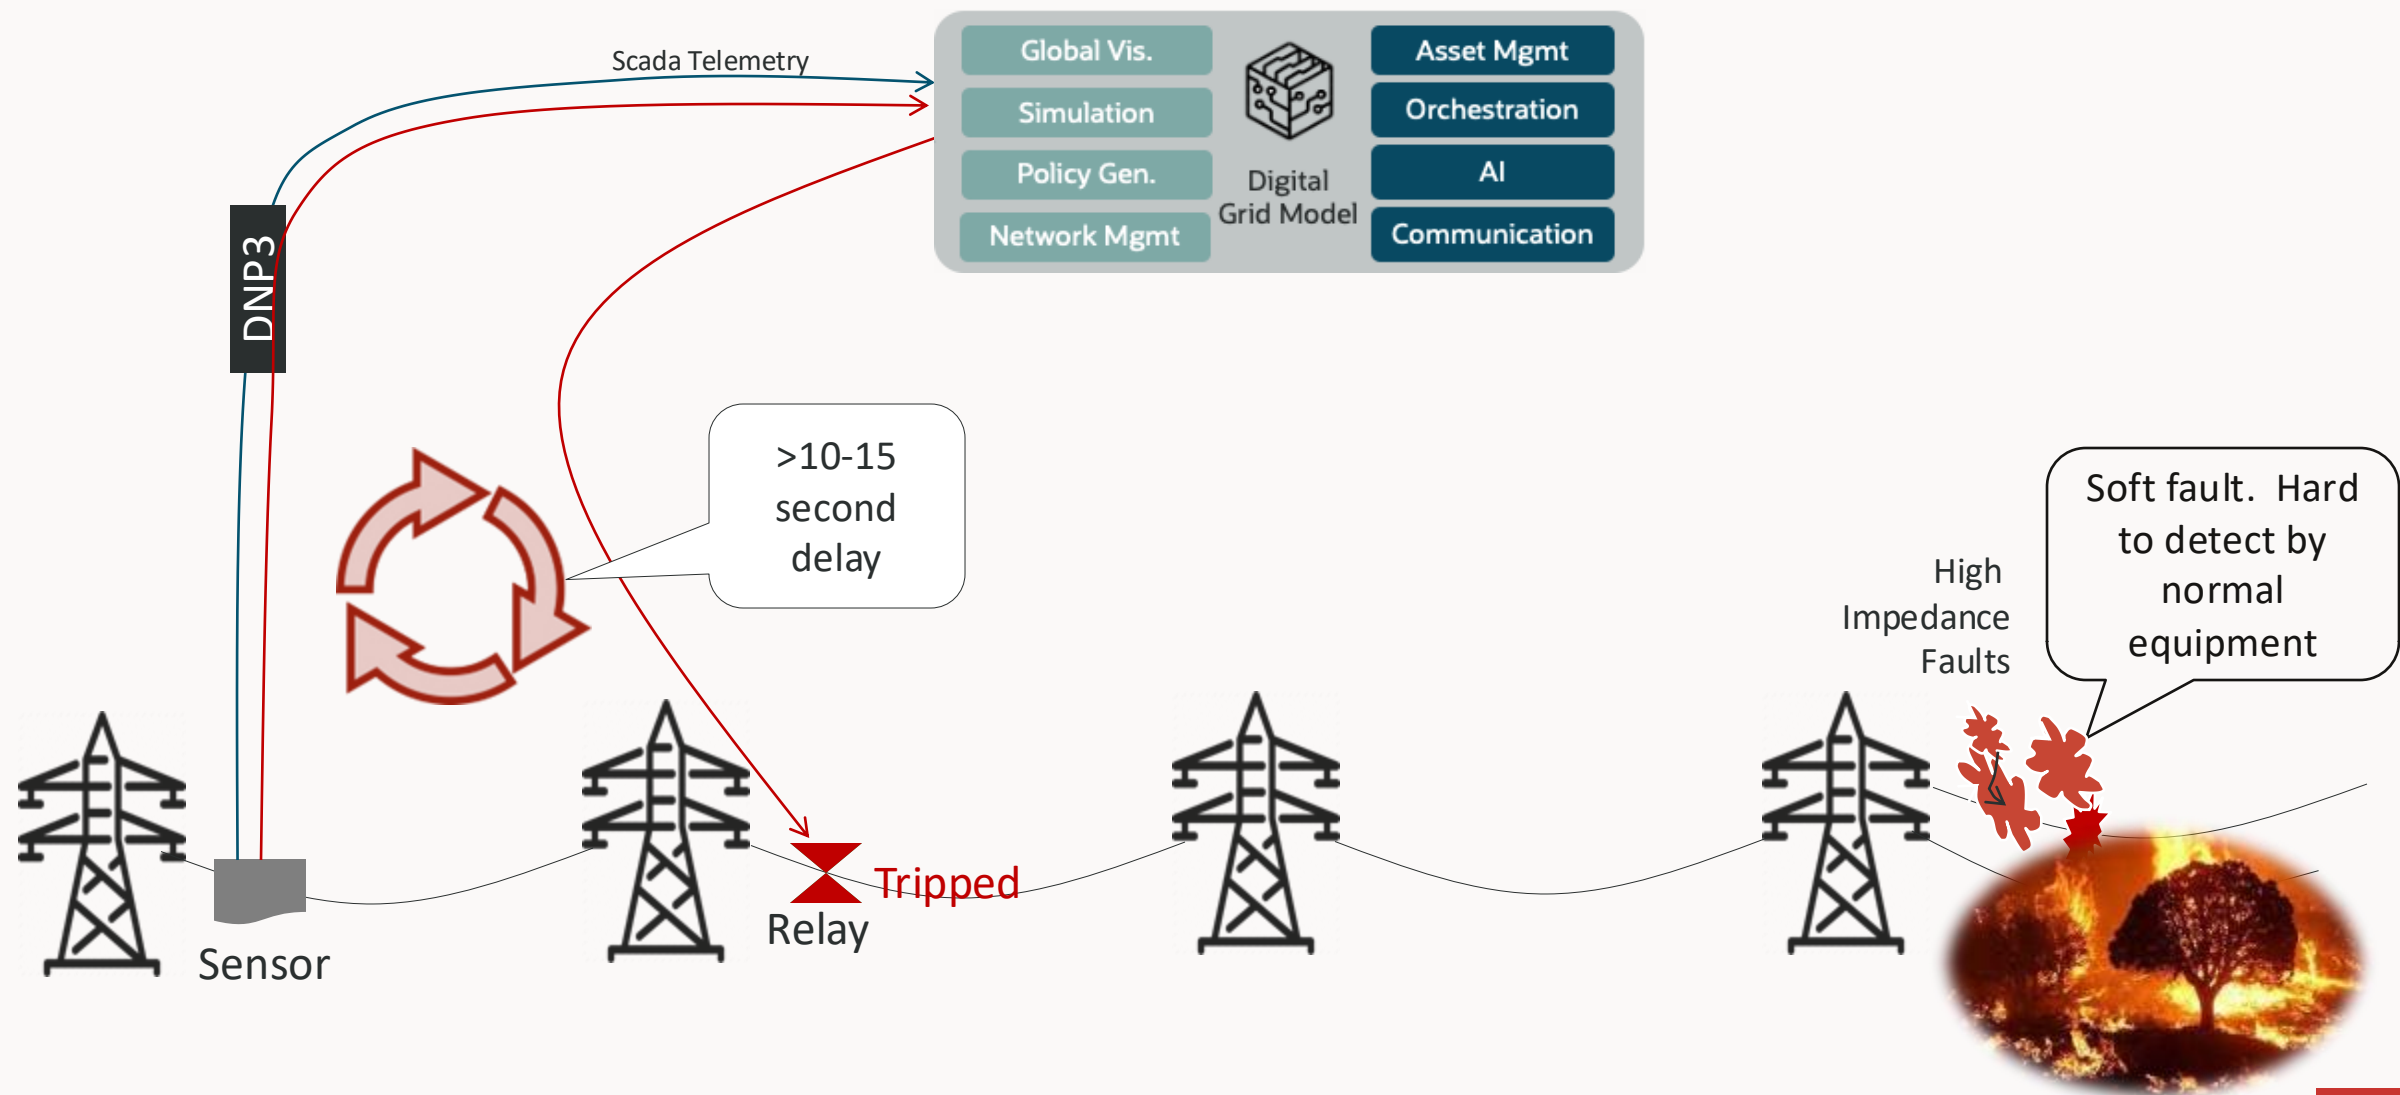 Scada Telemetry
Global Vis.
Simulation
Policy Gen.
Network Mgmt
Digital
Grid Model
Asset Mgmt
Orchestration
AI
Communication
DNP3
>10-15
second
delay
High
Impedance
Faults
Soft fault.  Hard
to detect by
normal
equipment
Sensor
Tripped
Relay